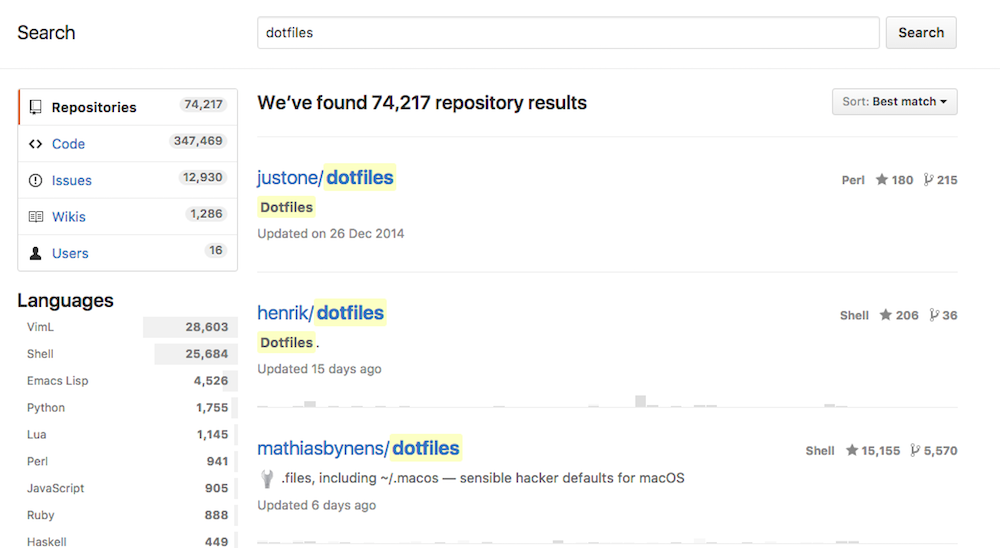 Search
dotfiles
Search
Repositories 74,217
Code 347,469
Issues 12,930
Wikis 1,286
Users 16
Languages
VimL 28,603
Shell 25,684
Emacs Lisp 4,526
Python 1,755
Lua 1,145
Perl 941
JavaScript 905
Ruby 888
Haskell 449
We’ve found 74,217 repository results
Sort: Best match
justone/dotfiles
Perl 180 215
Dotfiles
Updated on 26 Dec 2014
henrik/dotfiles
Shell 206 36
Dotfiles.
Updated 15 days ago
mathiasbynens/dotfiles
Shell 15,155 5,570
.files, including ~/.macos — sensible hacker defaults for macOS
Updated 6 days ago